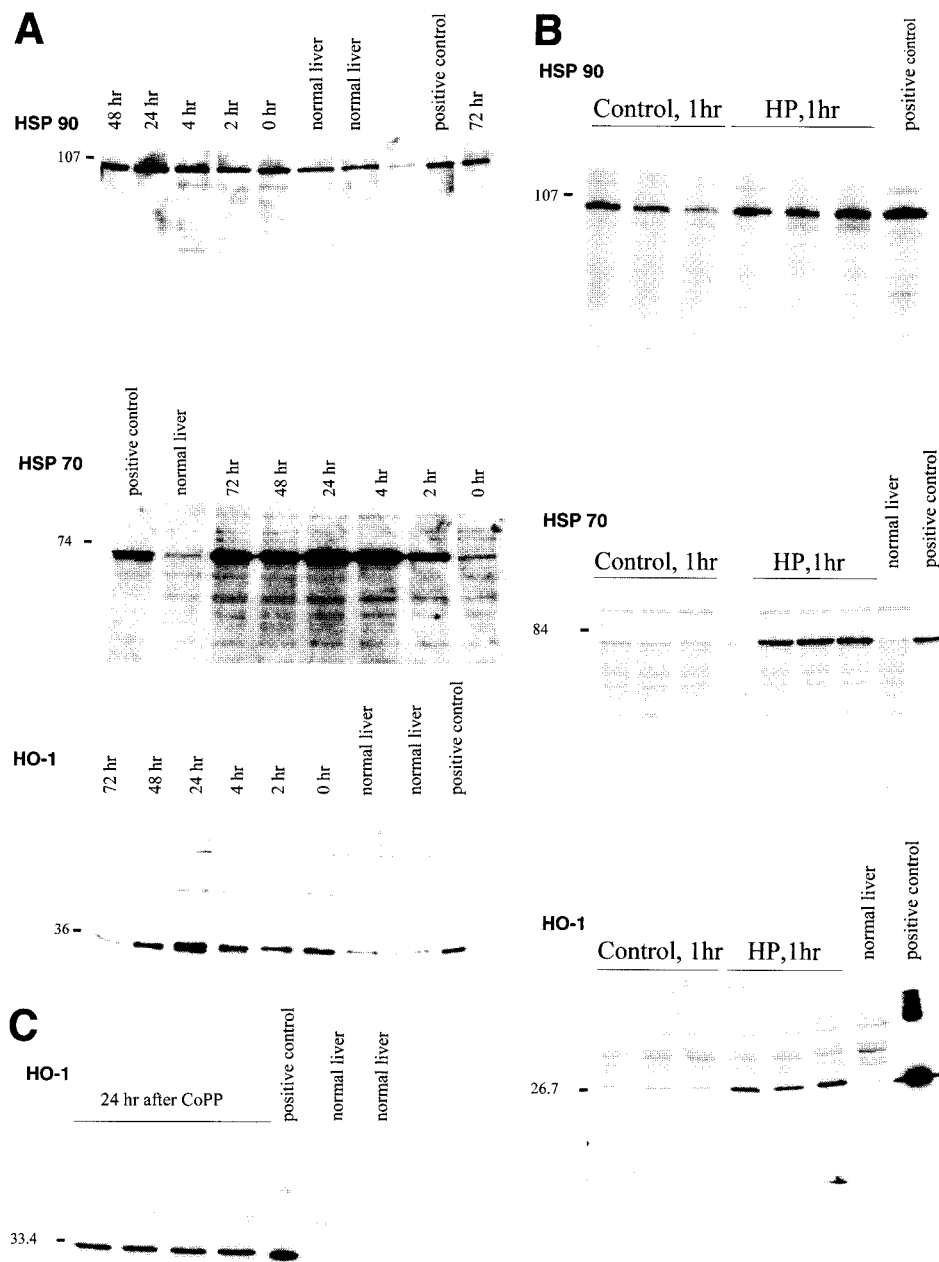 A
HSP 90
48 hr
24 hr
4 hr
2 hr
0 hr
normal liver
normal liver
positive control
72 hr
107
HSP 70
positive control
normal liver
72 hr
48 hr
24 hr
4 hr
2 hr
0 hr
74
HO-1
72 hr
48 hr
24 hr
4 hr
2 hr
0 hr
normal liver
normal liver
positive control
36
C
HO-1
24 hr after CoPP
positive control
normal liver
normal liver
33.4
B
HSP 90
Control, 1hr
HP,1hr
positive control
107
HSP 70
Control, 1hr
HP,1hr
normal liver
positive control
84
HO-1
Control, 1hr
HP,1hr
normal liver
positive control
26.7